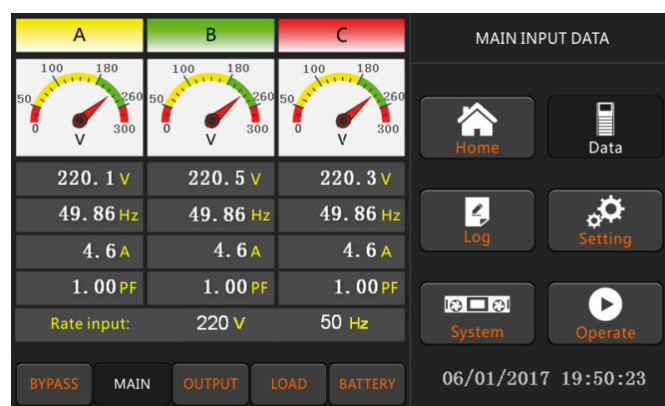 A B C MAIN INPUT DATA
100 180 100 180 100 180
50 260 50 260 50 260
0 300 0 300 0 300
V V V
Home Data
220.1 V 220.5 V 220.3 V
49.86 Hz 49.86 Hz 49.86 Hz
Log Setting
4.6 A 4.6 A 4.6 A
1.00 PF 1.00 PF 1.00 PF
Rate input: 220 V 50 Hz
System Operate
BYPASS MAIN OUTPUT LOAD BATTERY 06/01/2017 19:50:23